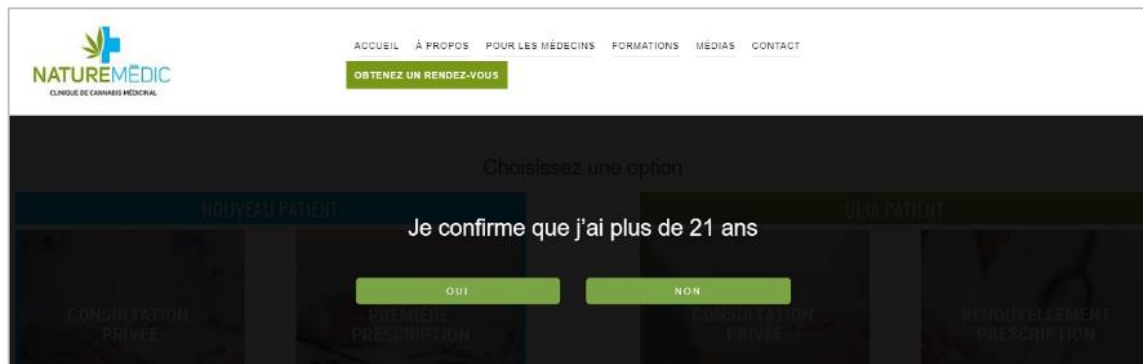 ACCUEIL À PROPOS POUR LES MÉDECINS FORMATIONS MÉDIAS CONTACT
OBTENEZ UN RENDEZ-VOUS
NATUREMÉDIC
CLINIQUE DE CANNABIS MÉDICINAL
Choisissez une option
NOUVEAU PATIENT
DÉJÀ PATIENT
Je confirme que j'ai plus de 21 ans
OUI
NON
CONSULTATION PRIVÉE
PREMIÈRE PRESCRIPTION
CONSULTATION PRIVÉE
RENOUVELLEMENT PRESCRIPTION